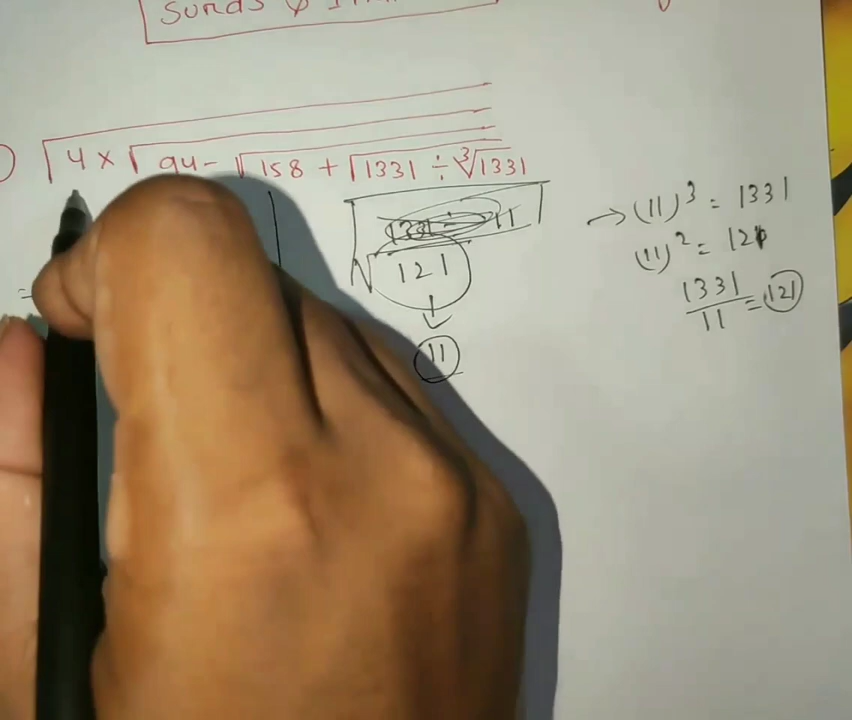 Surds &
√4 × √94 - √158 + √1331 ÷ ∛1331
(11)³ = 1331
(11)² = 121
1331/11 = 121
11
√121
11
=